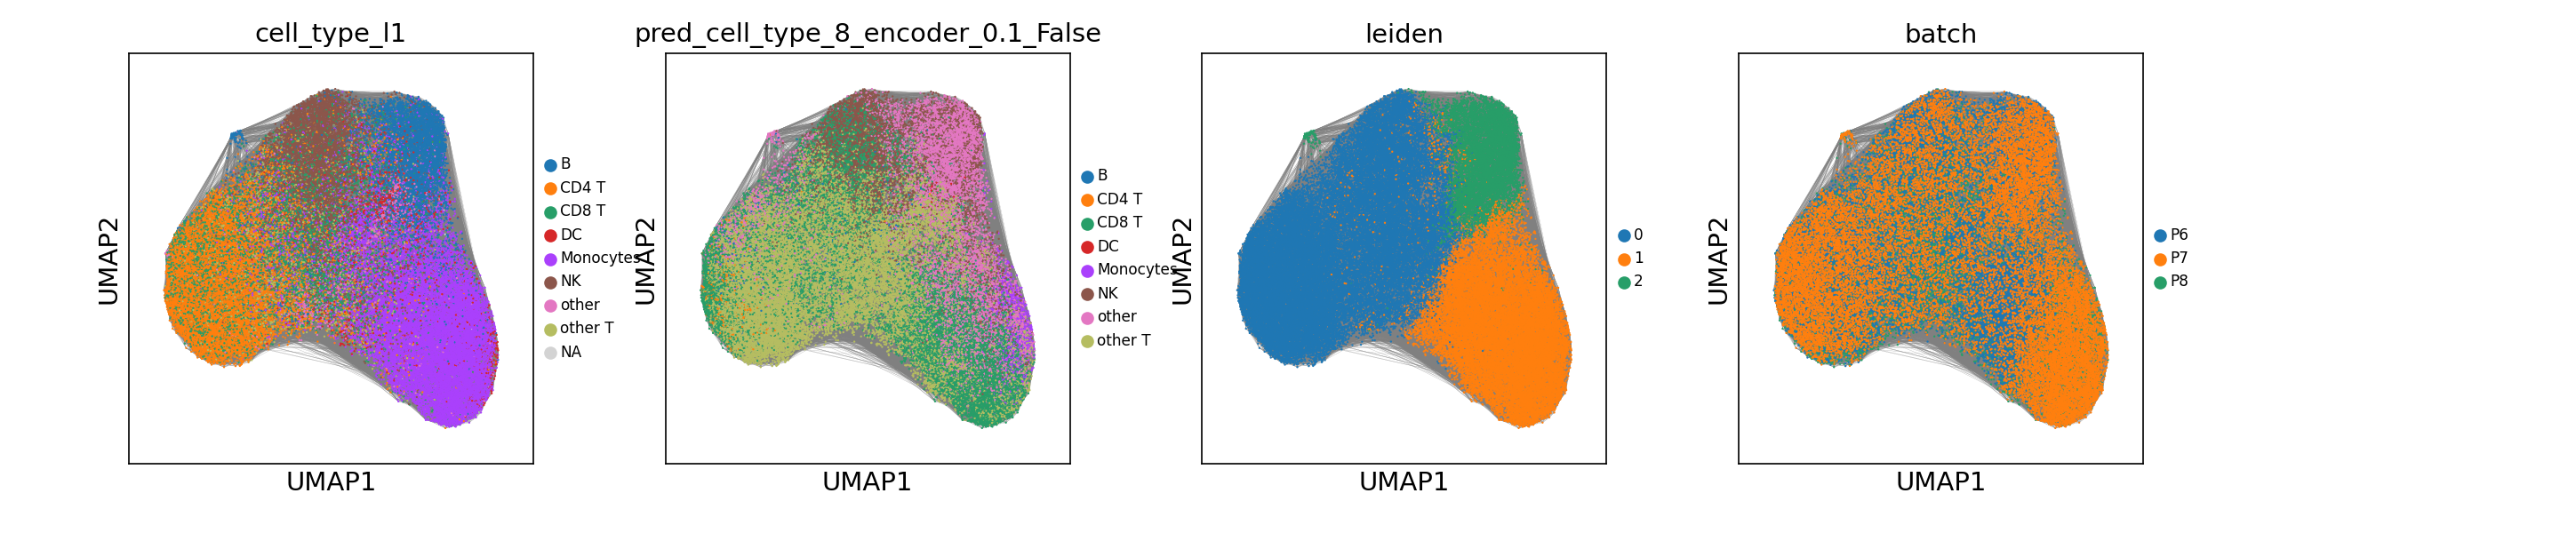 cell_type_l1
UMAP2
UMAP1
B
CD4 T
CD8 T
DC
Monocytes
NK
other
other T
NA
pred_cell_type_8_encoder_0.1_False
UMAP2
UMAP1
B
CD4 T
CD8 T
DC
Monocytes
NK
other
other T
leiden
UMAP2
UMAP1
0
1
2
batch
UMAP2
UMAP1
P6
P7
P8